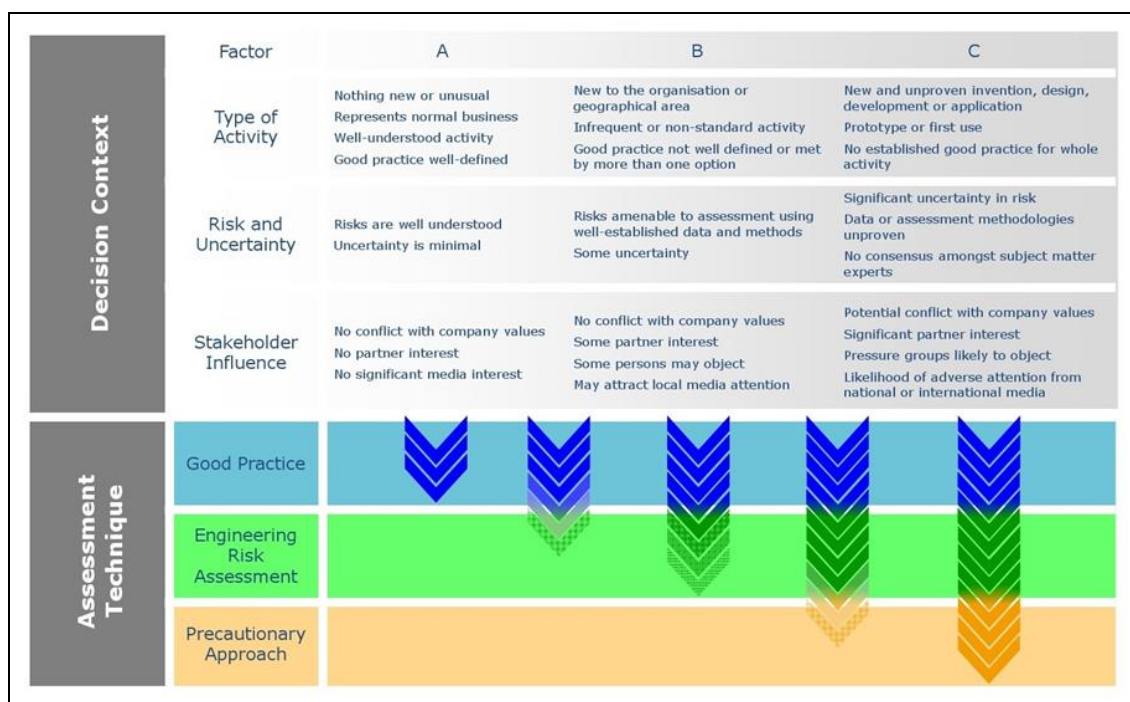 Decision Context
Factor
A
B
C
Type of
Activity
Nothing new or unusual
Represents normal business
Well-understood activity
Good practice well-defined
New to the organisation or
geographical area
Infrequent or non-standard activity
Good practice not well defined or met
by more than one option
New and unproven invention, design,
development or application
Prototype or first use
No established good practice for whole
activity
Risk and
Uncertainty
Risks are well understood
Uncertainty is minimal
Risks amenable to assessment using
well-established data and methods
Some uncertainty
Significant uncertainty in risk
Data or assessment methodologies
unproven
No consensus amongst subject matter
experts
Stakeholder
Influence
No conflict with company values
No partner interest
No significant media interest
No conflict with company values
Some partner interest
Some persons may object
May attract local media attention
Potential conflict with company values
Significant partner interest
Pressure groups likely to object
Likelihood of adverse attention from
national or international media
Assessment
Technique
Good Practice
Engineering
Risk
Assessment
Precautionary
Approach